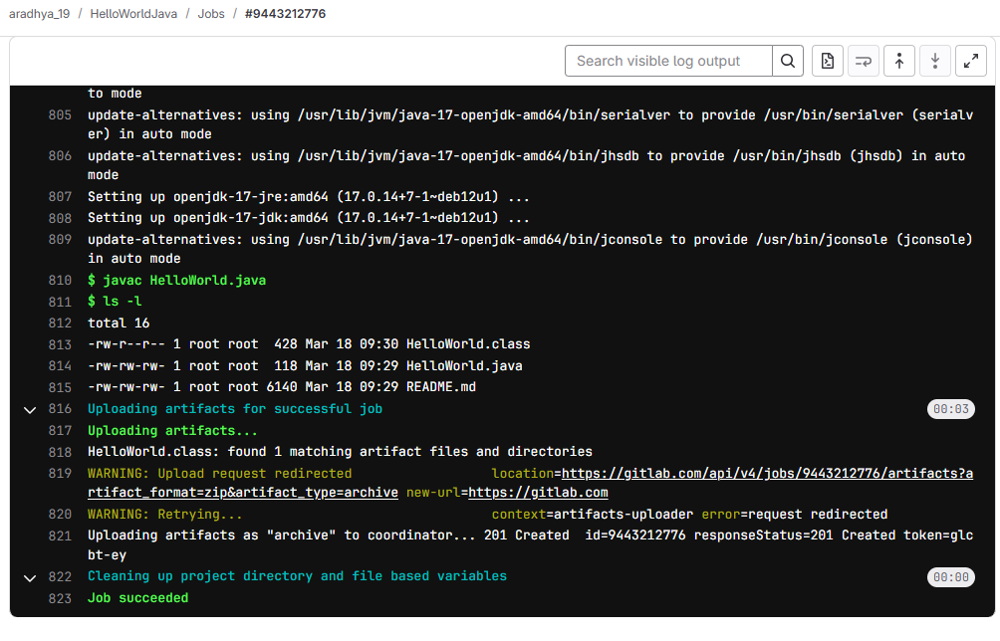 aradhya_19 / HelloWorldJava / Jobs / #9443212776
Search visible log output
to mode
805 update-alternatives: using /usr/lib/jvm/java-17-openjdk-amd64/bin/serialver to provide /usr/bin/serialver (serialv
er) in auto mode
806 update-alternatives: using /usr/lib/jvm/java-17-openjdk-amd64/bin/jhsdb to provide /usr/bin/jhsdb (jhsdb) in auto
mode
807 Setting up openjdk-17-jre:amd64 (17.0.14+7-1~deb12u1) ...
808 Setting up openjdk-17-jdk:amd64 (17.0.14+7-1~deb12u1) ...
809 update-alternatives: using /usr/lib/jvm/java-17-openjdk-amd64/bin/jconsole to provide /usr/bin/jconsole (jconsole)
in auto mode
810 $ javac HelloWorld.java
811 $ ls -l
812 total 16
813 -rw-r--r-- 1 root root  428 Mar 18 09:30 HelloWorld.class
814 -rw-rw-rw- 1 root root  118 Mar 18 09:29 HelloWorld.java
815 -rw-rw-rw- 1 root root 6140 Mar 18 09:29 README.md
816 Uploading artifacts for successful job 00:03
817 Uploading artifacts...
818 HelloWorld.class: found 1 matching artifact files and directories
819 WARNING: Upload request redirected location=https://gitlab.com/api/v4/jobs/9443212776/artifacts?a
rtifact_format=zip&artifact_type=archive new-url=https://gitlab.com
820 WARNING: Retrying... context=artifacts-uploader error=request redirected
821 Uploading artifacts as "archive" to coordinator... 201 Created  id=9443212776 responseStatus=201 Created token=glc
bt-ey
822 Cleaning up project directory and file based variables 00:00
823 Job succeeded